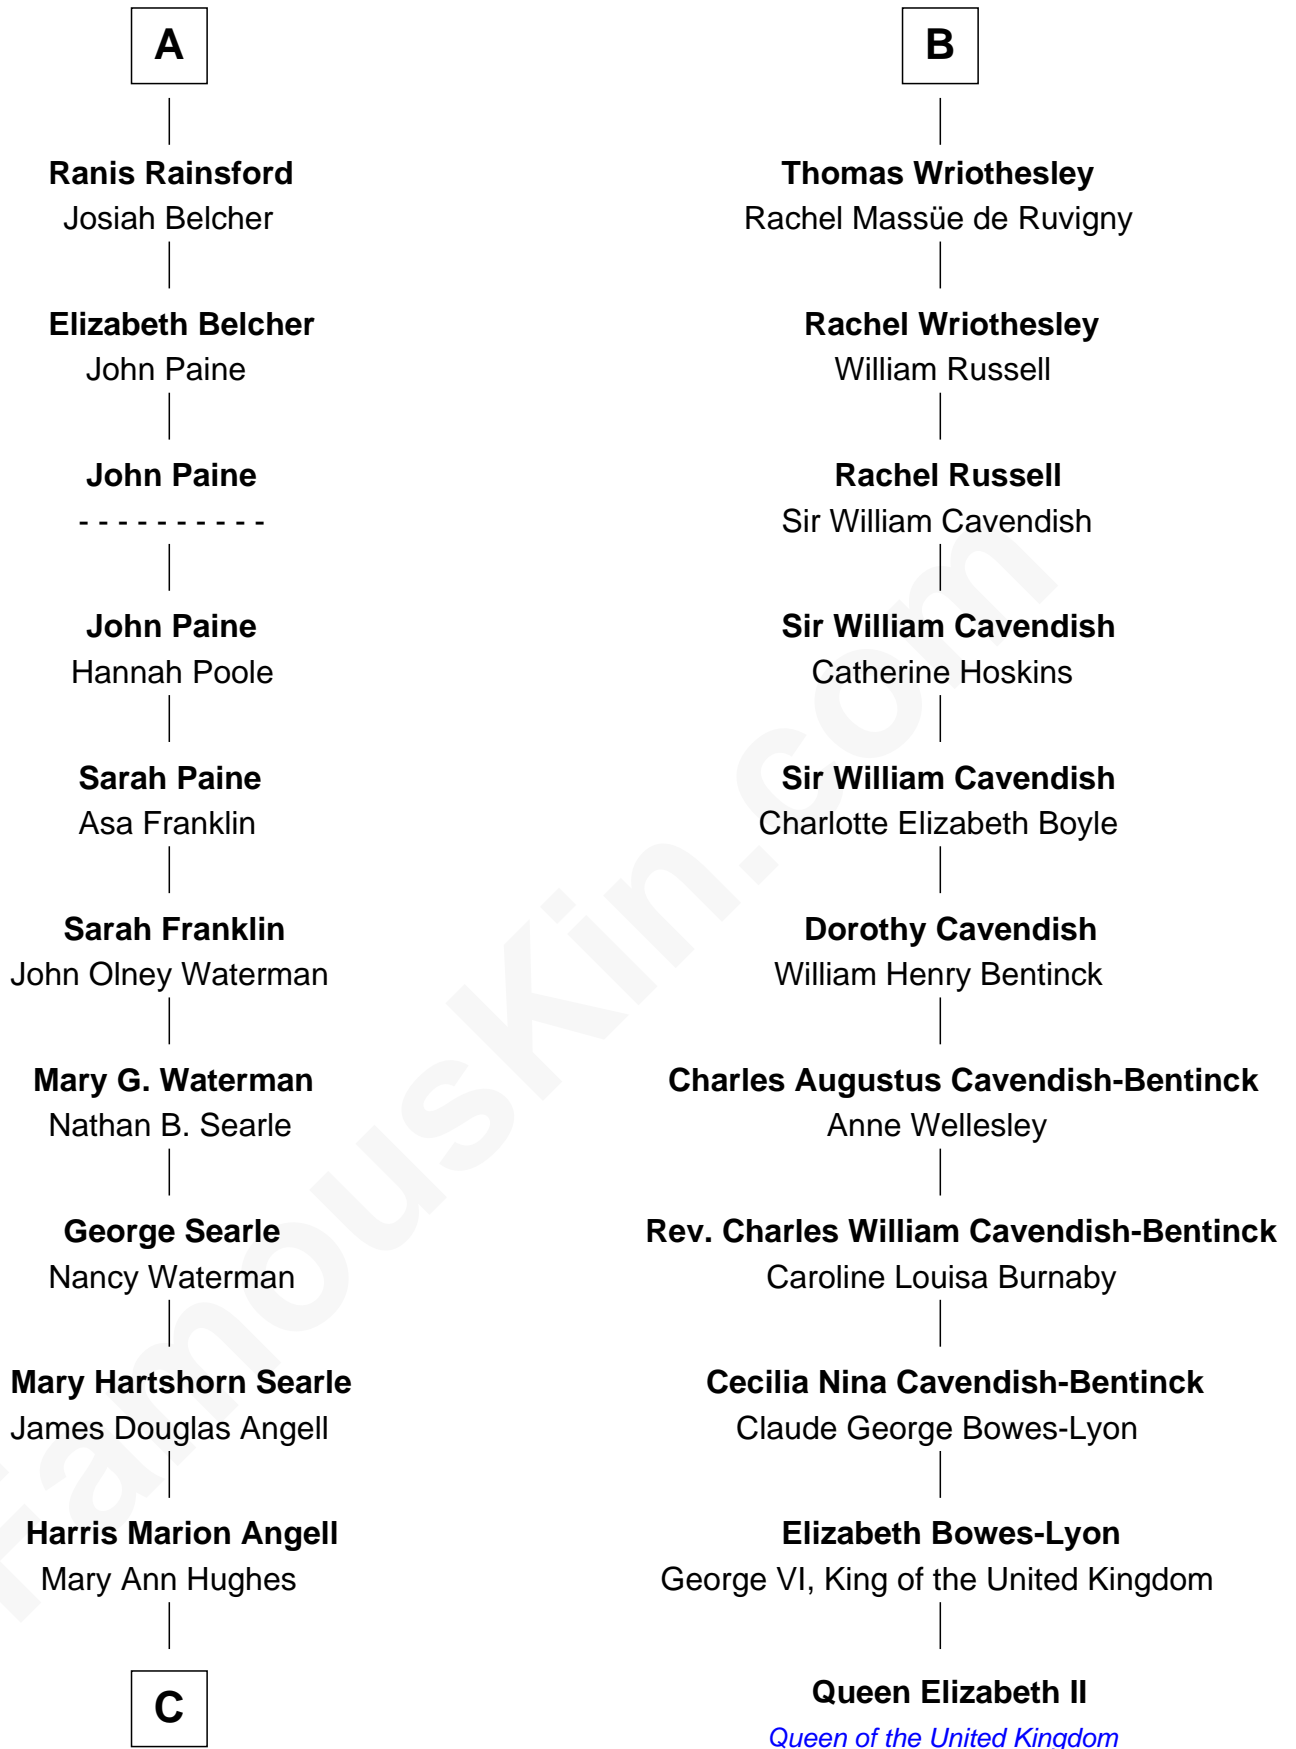 A
Ranis Rainsford
Josiah Belcher
Elizabeth Belcher
John Paine
John Paine
- - - - - - - - - -
John Paine
Hannah Poole
Sarah Paine
Asa Franklin
Sarah Franklin
John Olney Waterman
Mary G. Waterman
Nathan B. Searle
George Searle
Nancy Waterman
Mary Hartshorn Searle
James Douglas Angell
Harris Marion Angell
Mary Ann Hughes
C
B
Thomas Wriothesley
Rachel Massüe de Ruvigny
Rachel Wriothesley
William Russell
Rachel Russell
Sir William Cavendish
Sir William Cavendish
Catherine Hoskins
Sir William Cavendish
Charlotte Elizabeth Boyle
Dorothy Cavendish
William Henry Bentinck
Charles Augustus Cavendish-Bentinck
Anne Wellesley
Rev. Charles William Cavendish-Bentinck
Caroline Louisa Burnaby
Cecilia Nina Cavendish-Bentinck
Claude George Bowes-Lyon
Elizabeth Bowes-Lyon
George VI, King of the United Kingdom
Queen Elizabeth II
Queen of the United Kingdom
FamousKin.com